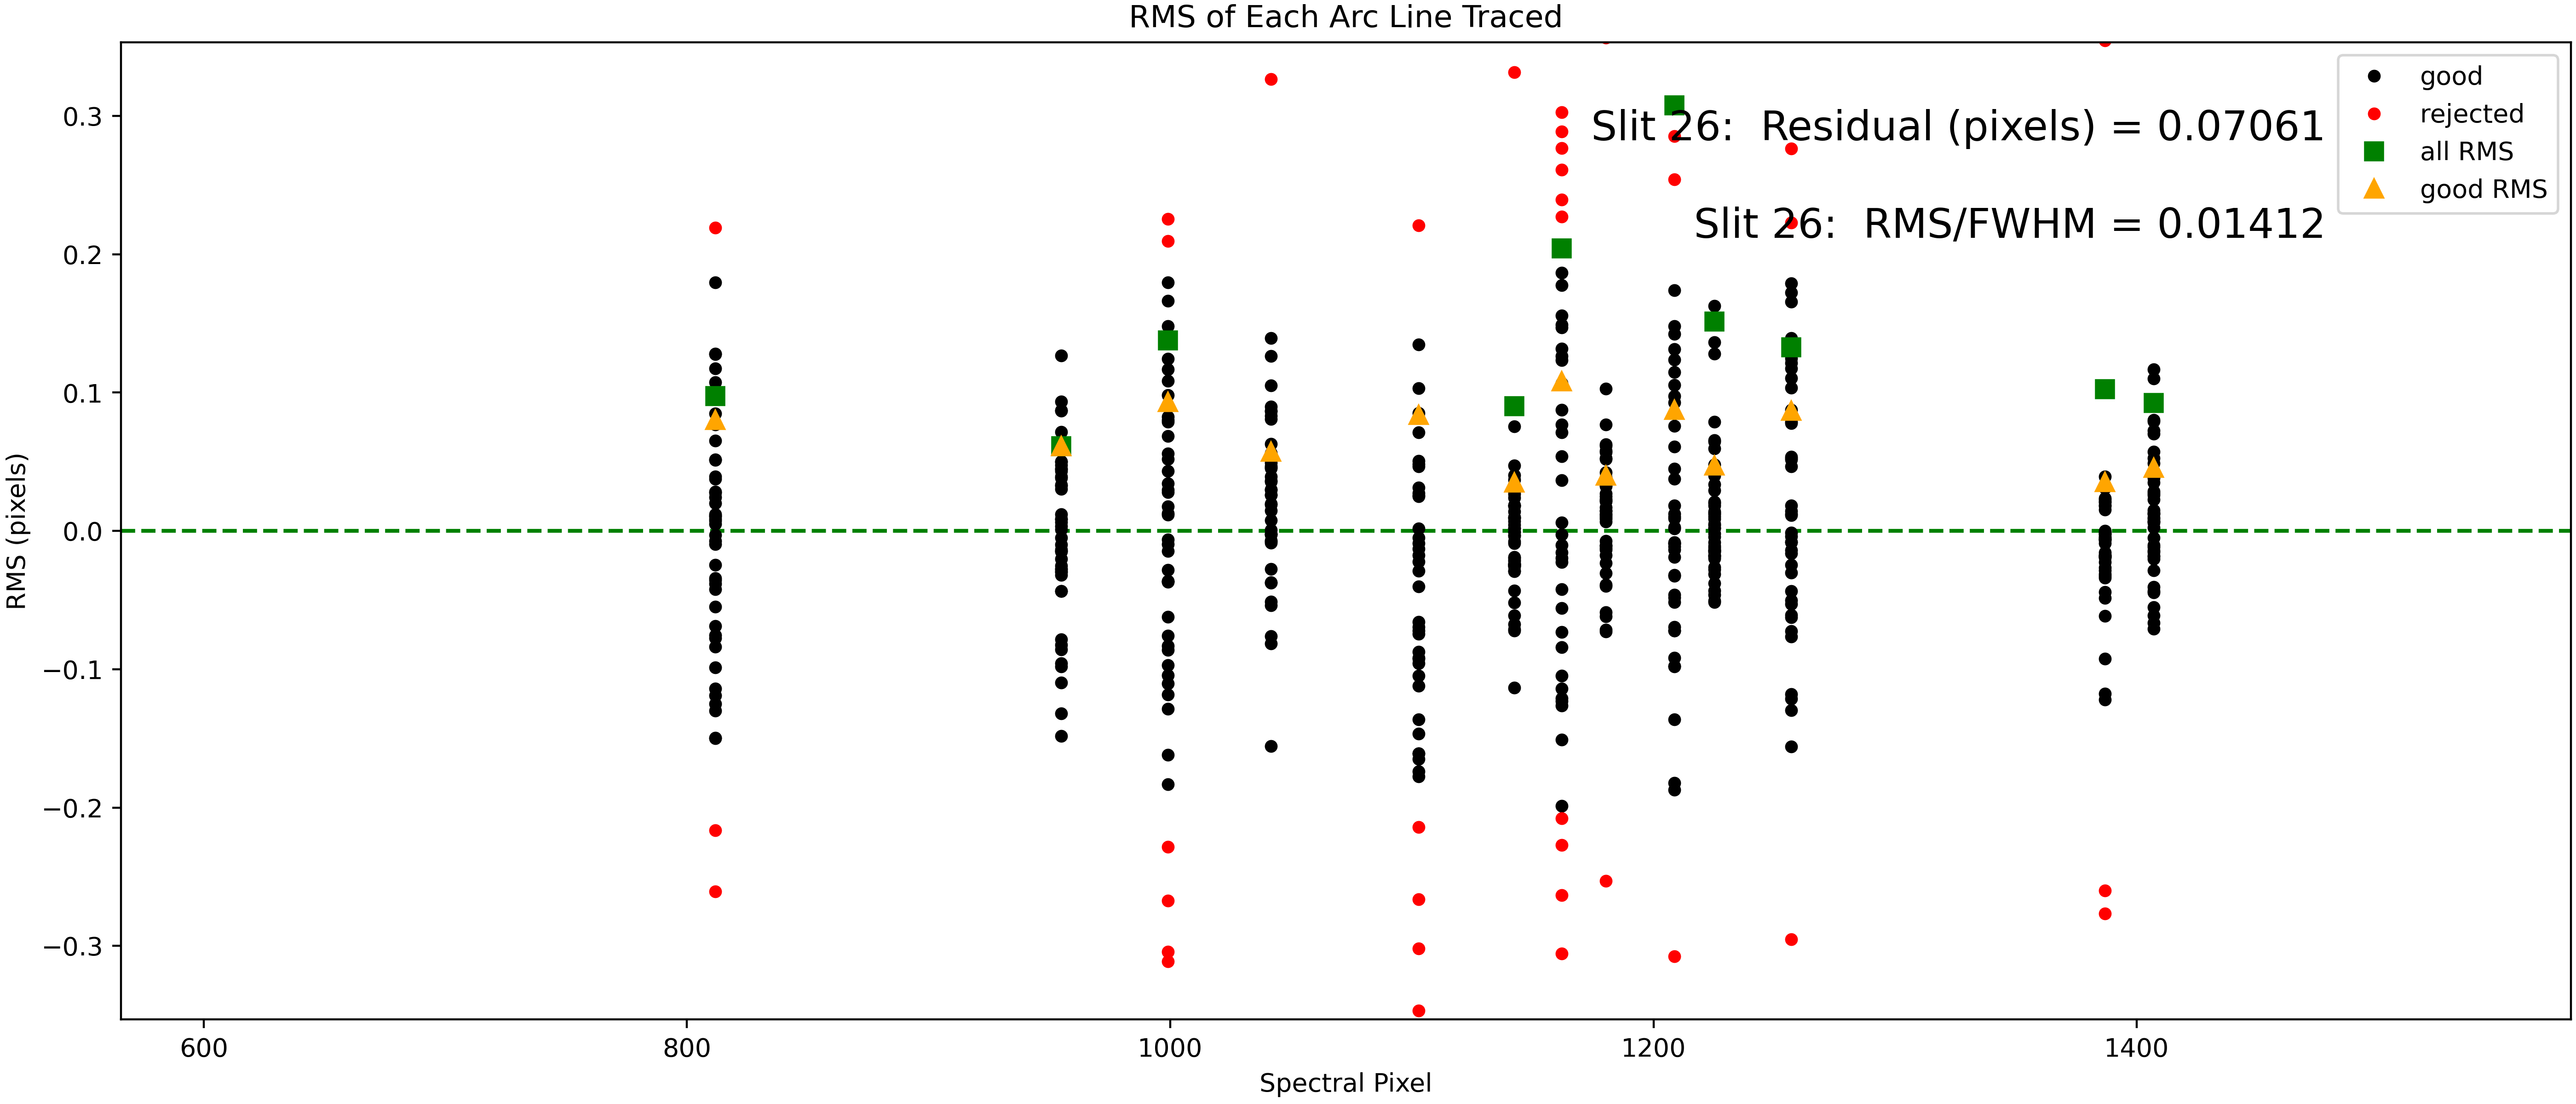 RMS of Each Arc Line Traced
good
rejected
all RMS
good RMS
Slit 26:  Residual (pixels) = 0.07061
Slit 26:  RMS/FWHM = 0.01412
RMS (pixels)
0.3
0.2
0.1
0.0
−0.1
−0.2
−0.3
600 800 1000 1200 1400
Spectral Pixel